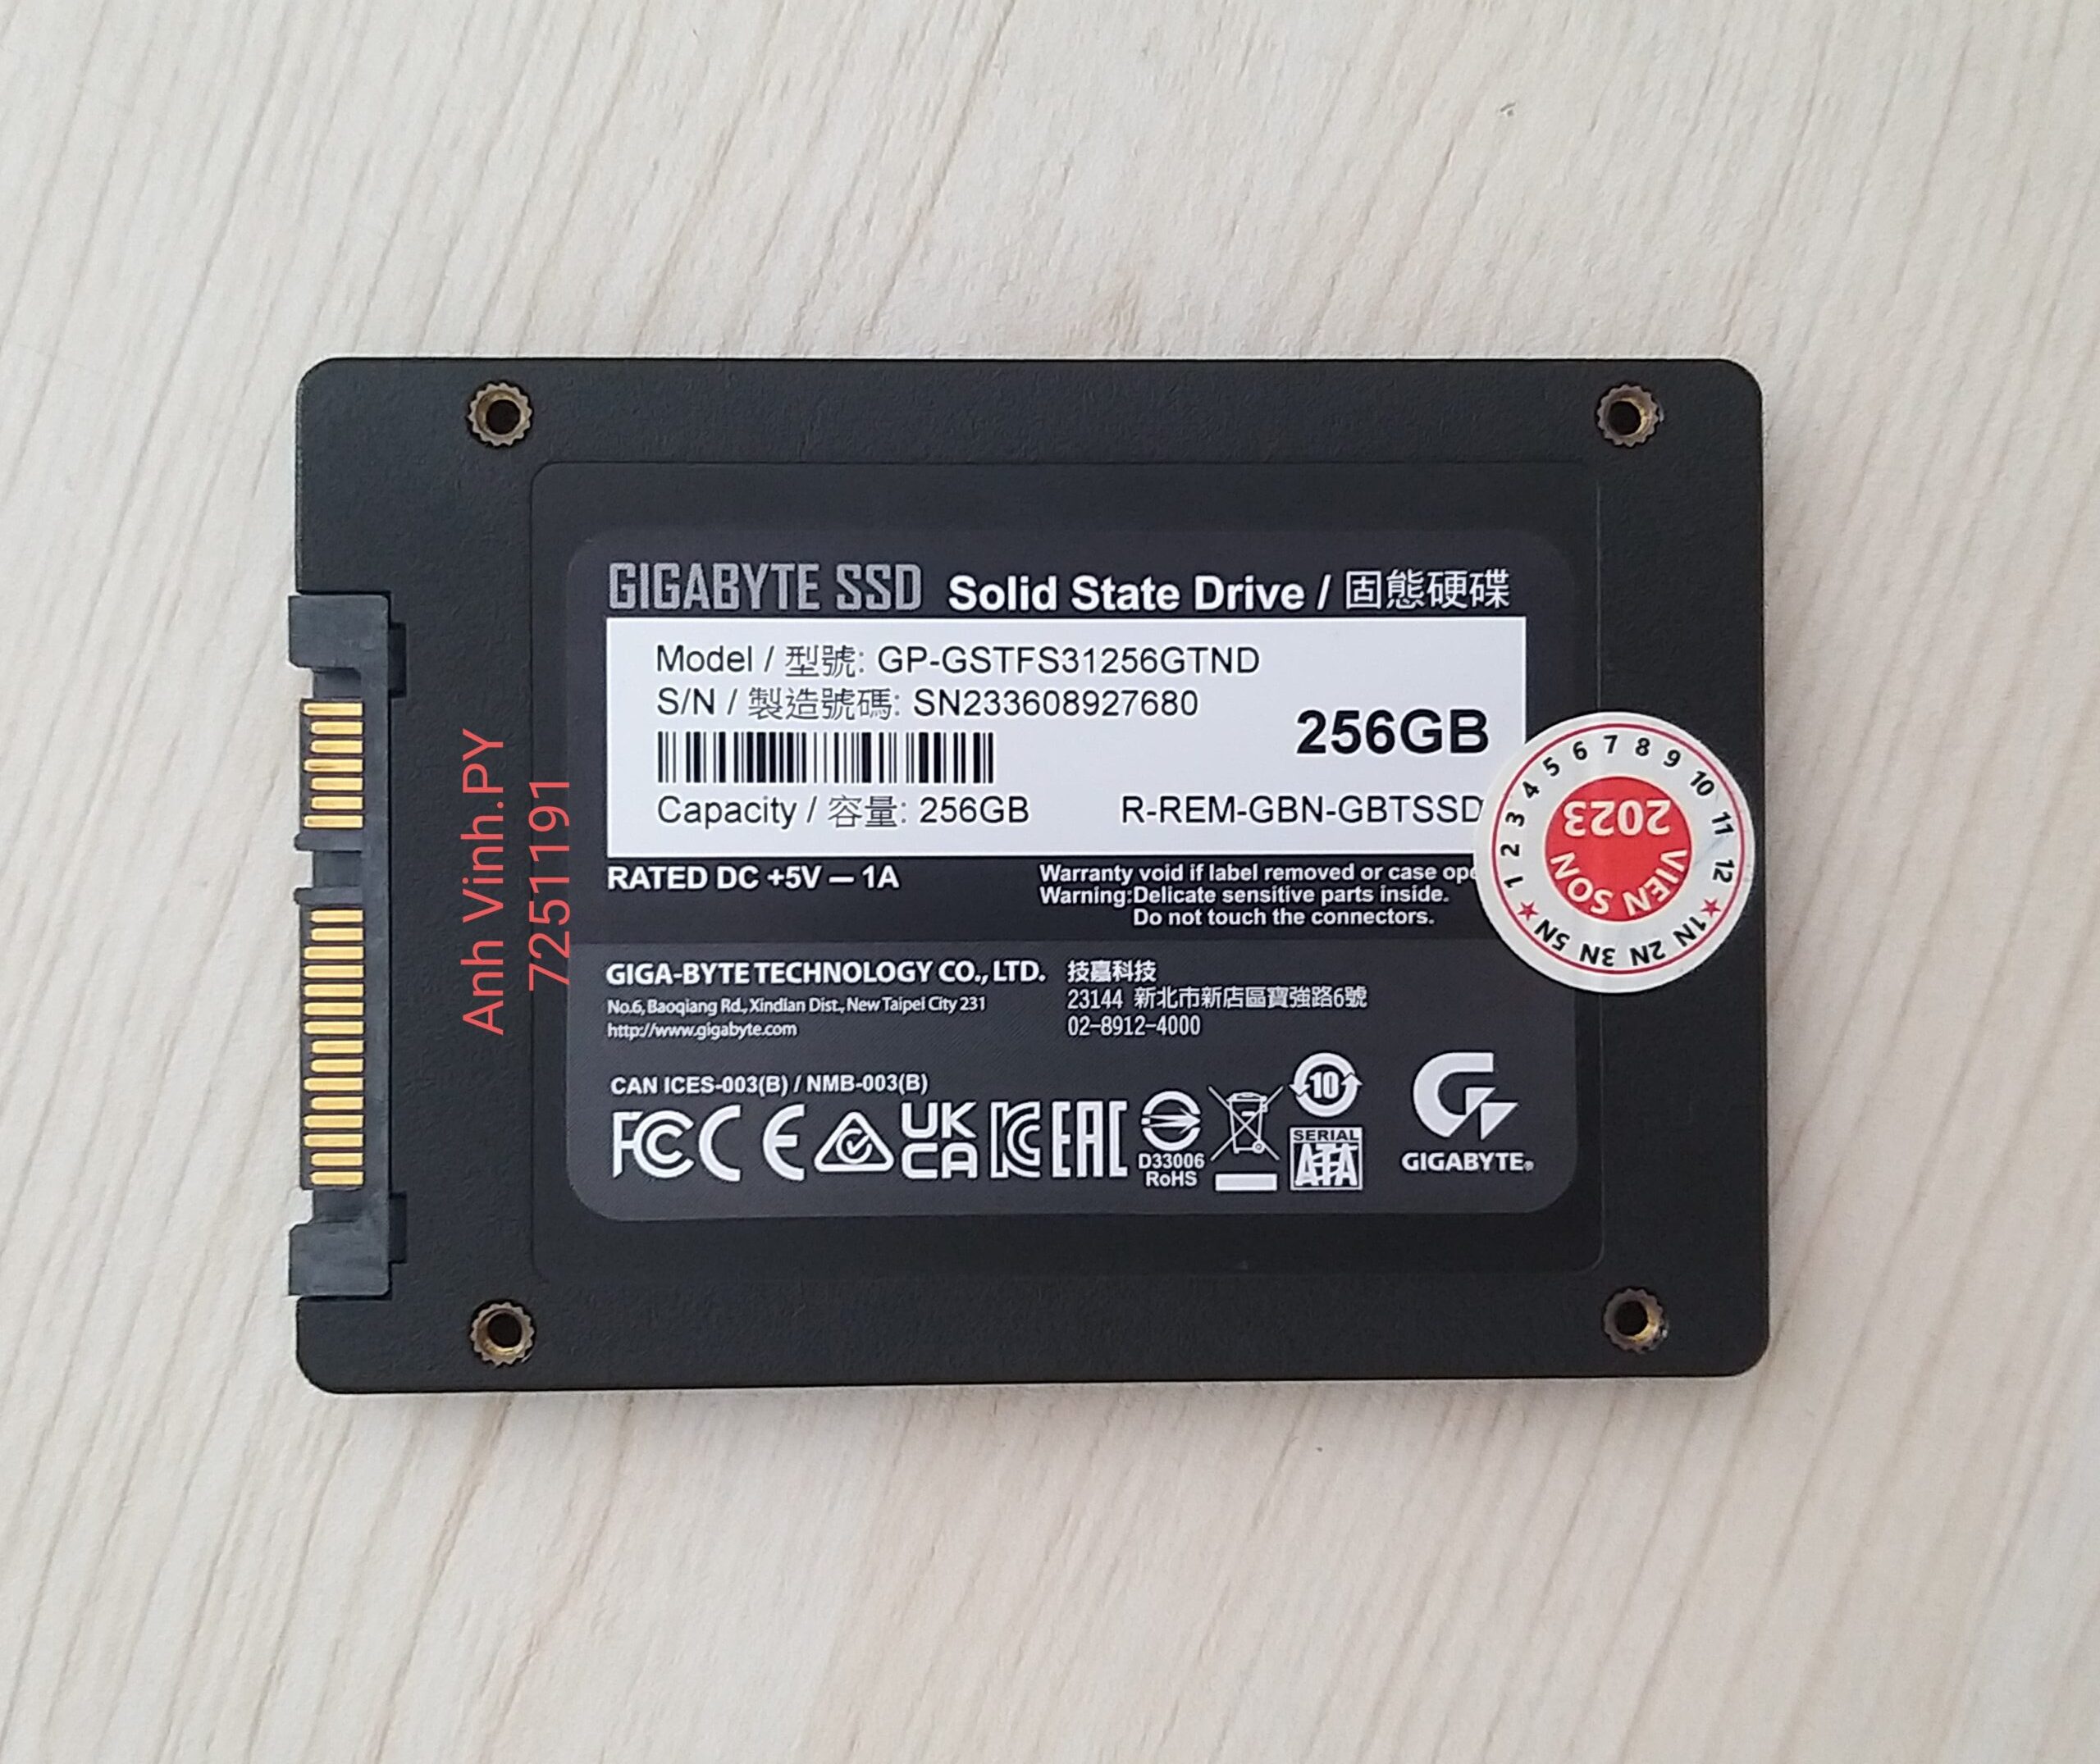 GIGABYTE SSD Solid State Drive / 固態硬碟
Model / 型號: GP-GSTFS31256GTND
S/N / 製造號碼: SN233608927680
256GB
Capacity / 容量: 256GB
R-REM-GBN-GBTSSD
RATED DC +5V — 1A
Warranty void if label removed or case ope
Warning:Delicate sensitive parts inside.
Do not touch the connectors.
GIGA-BYTE TECHNOLOGY CO., LTD.
No.6, Baoqiang Rd., Xindian Dist., New Taipei City 231
http://www.gigabyte.com
技嘉科技
23144 新北市新店區寶強路6號
02-8912-4000
CAN ICES-003(B) / NMB-003(B)
FC CE UK CA KC EAC
D33006
RoHS
10
SERIAL
ATA
GIGABYTE®
1 2 3 4 5 6 7 8 9 10 11 12
1N 2N 3N 5N
2023
VIEN SON
Anh Vinh.PY
7251191